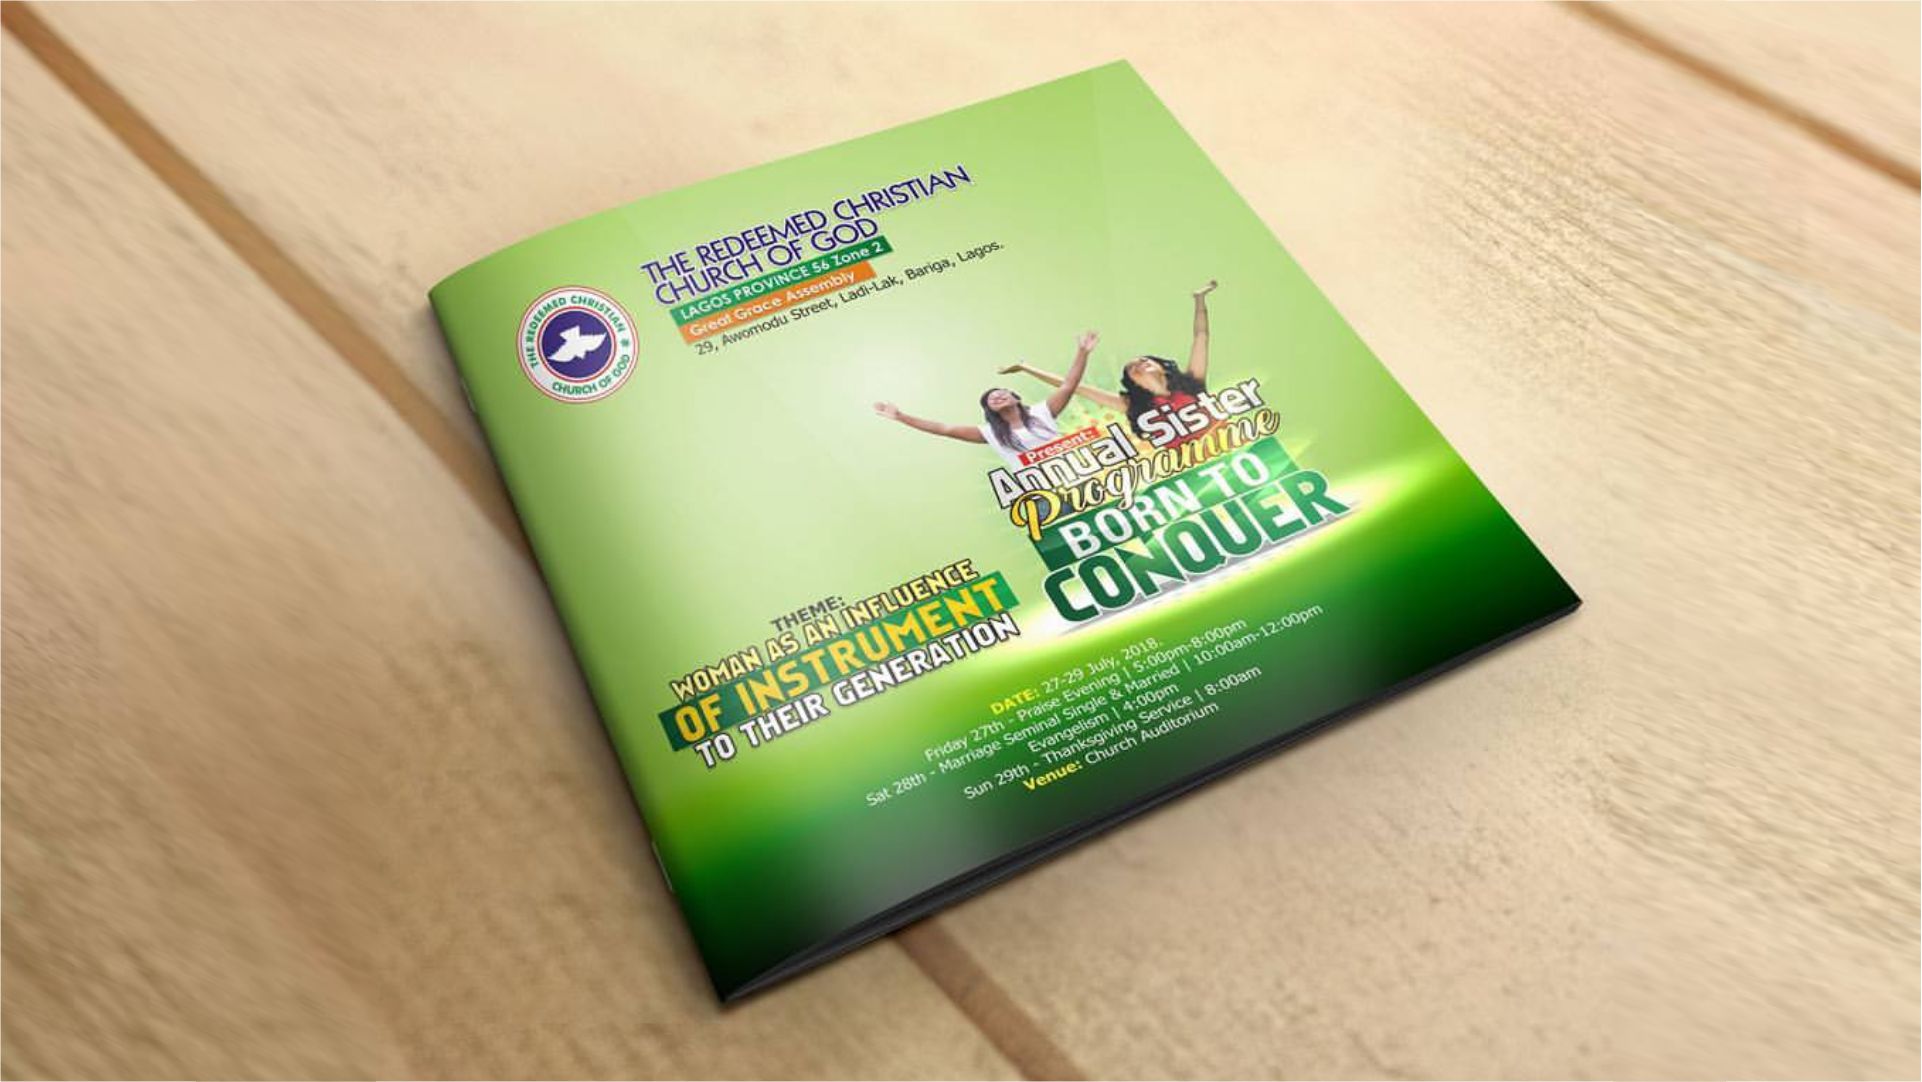 THE REDEEMED CHRISTIAN
CHURCH OF GOD
LAGOS PROVINCE 56 Zone 2
Great Grace Assembly
29, Awomodu Street, Ladi-Lak, Bariga, Lagos.
THE REDEEMED CHRISTIAN
CHURCH OF GOD
Present:
Annual Sister
Programme
BORN TO
CONQUER
THEME:
WOMAN AS AN INFLUENCE
OF INSTRUMENT
TO THEIR GENERATION
DATE: 27-29 July, 2018.
Friday 27th - Praise Evening | 5:00pm-8:00pm
Sat 28th - Marriage Seminal Single & Married | 10:00am-12:00pm
Evangelism | 4:00pm
Sun 29th - Thanksgiving Service | 8:00am
Venue: Church Auditorium